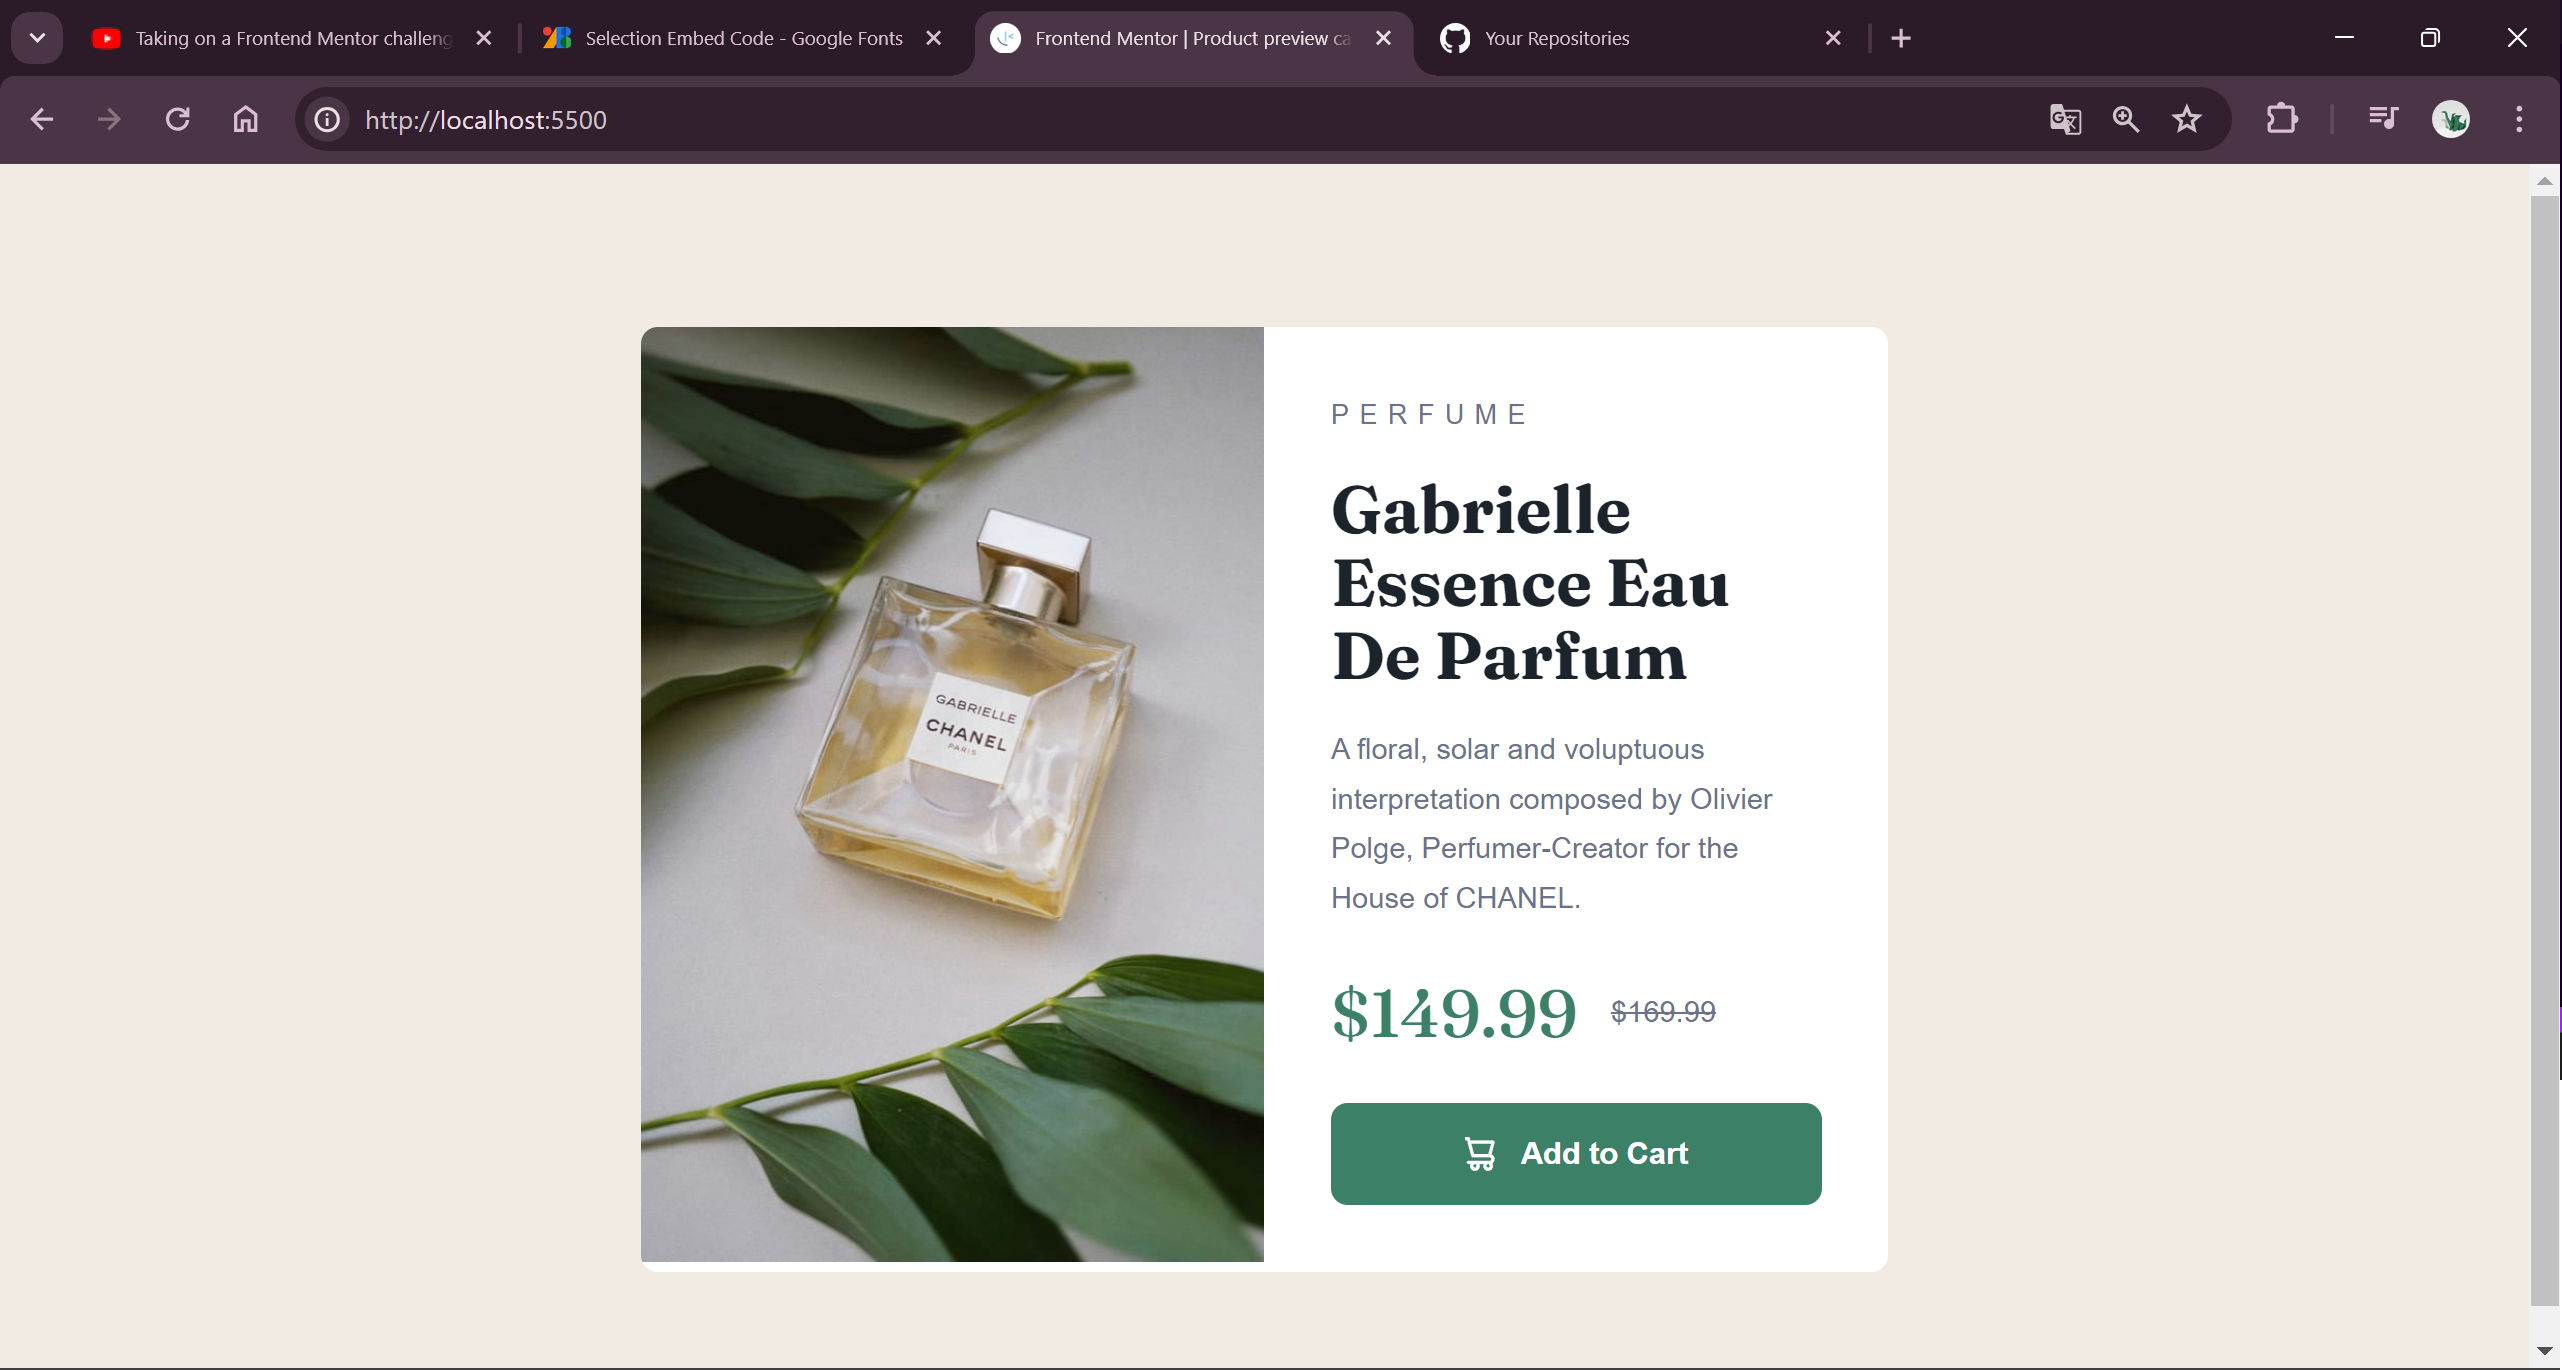 Taking on a Frontend Mentor challeng
Selection Embed Code - Google Fonts
Frontend Mentor | Product preview ca
Your Repositories
http://localhost:5500
PERFUME
Gabrielle
Essence Eau
De Parfum
A floral, solar and voluptuous
interpretation composed by Olivier
Polge, Perfumer-Creator for the
House of CHANEL.
$149.99 $169.99
Add to Cart
GABRIELLE
CHANEL
PARIS